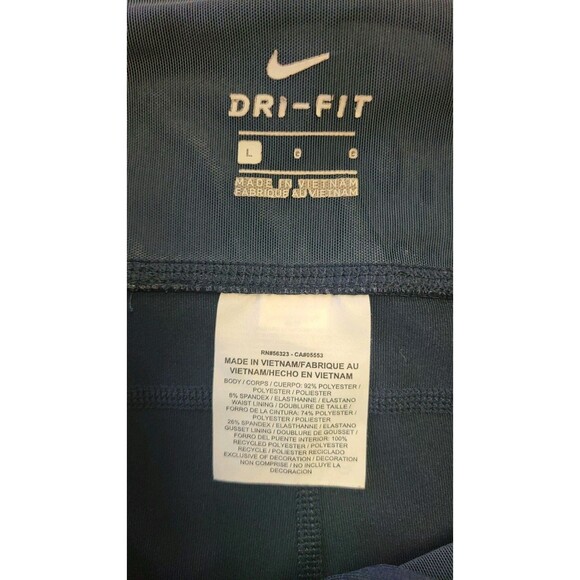 DRI-FIT
L G G
MADE IN VIETNAM
FABRIQUÉ AU VIETNAM
RN#56323 - CA#05553
MADE IN VIETNAM/FABRIQUE AU
VIETNAM/HECHO EN VIETNAM
BODY / CORPS / CUERPO: 92% POLYESTER /
POLYESTER / POLIESTER
8% SPANDEX / ELASTHANNE / ELASTANO
WAIST LINING / DOUBLURE DE TAILLE /
FORRO DE LA CINTURA: 74% POLYESTER /
POLYESTER / POLIESTER
26% SPANDEX / ELASTHANNE / ELASTANO
GUSSET LINING / DOUBLURE DE GOUSSET /
FORRO DEL PUENTE INTERIOR: 100%
RECYCLED POLYESTER / POLYESTER
RECYCLE / POLIESTER RECICLADO
EXCLUSIVE OF DECORATION / DECORATION
NON COMPRISE / NO INCLUYE LA
DECORACION